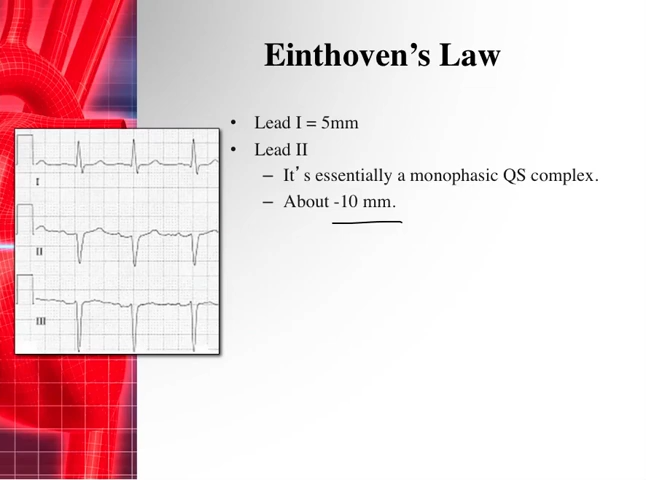 Einthoven’s Law
• Lead I = 5mm
• Lead II
– It’s essentially a monophasic QS complex.
– About -10 mm.
I
II
III